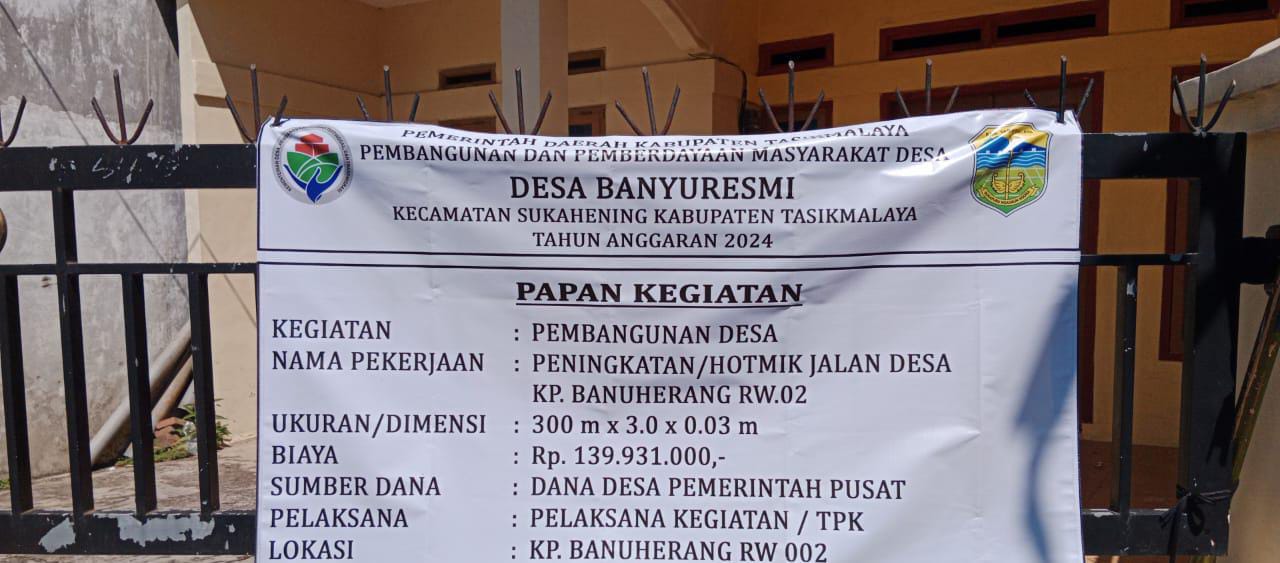 PEMERINTAH DAERAH KABUPATEN TASIKMALAYA
PEMBANGUNAN DAN PEMBERDAYAAN MASYARAKAT DESA
DESA BANYURESMI
KECAMATAN SUKAHENING KABUPATEN TASIKMALAYA
TAHUN ANGGARAN 2024
PAPAN KEGIATAN
KEGIATAN : PEMBANGUNAN DESA
NAMA PEKERJAAN : PENINGKATAN/HOTMIK JALAN DESA
KP. BANUHERANG RW.02
UKURAN/DIMENSI : 300 m x 3.0 x 0.03 m
BIAYA : Rp. 139.931.000,-
SUMBER DANA : DANA DESA PEMERINTAH PUSAT
PELAKSANA : PELAKSANA KEGIATAN / TPK
LOKASI : KP. BANUHERANG RW 002